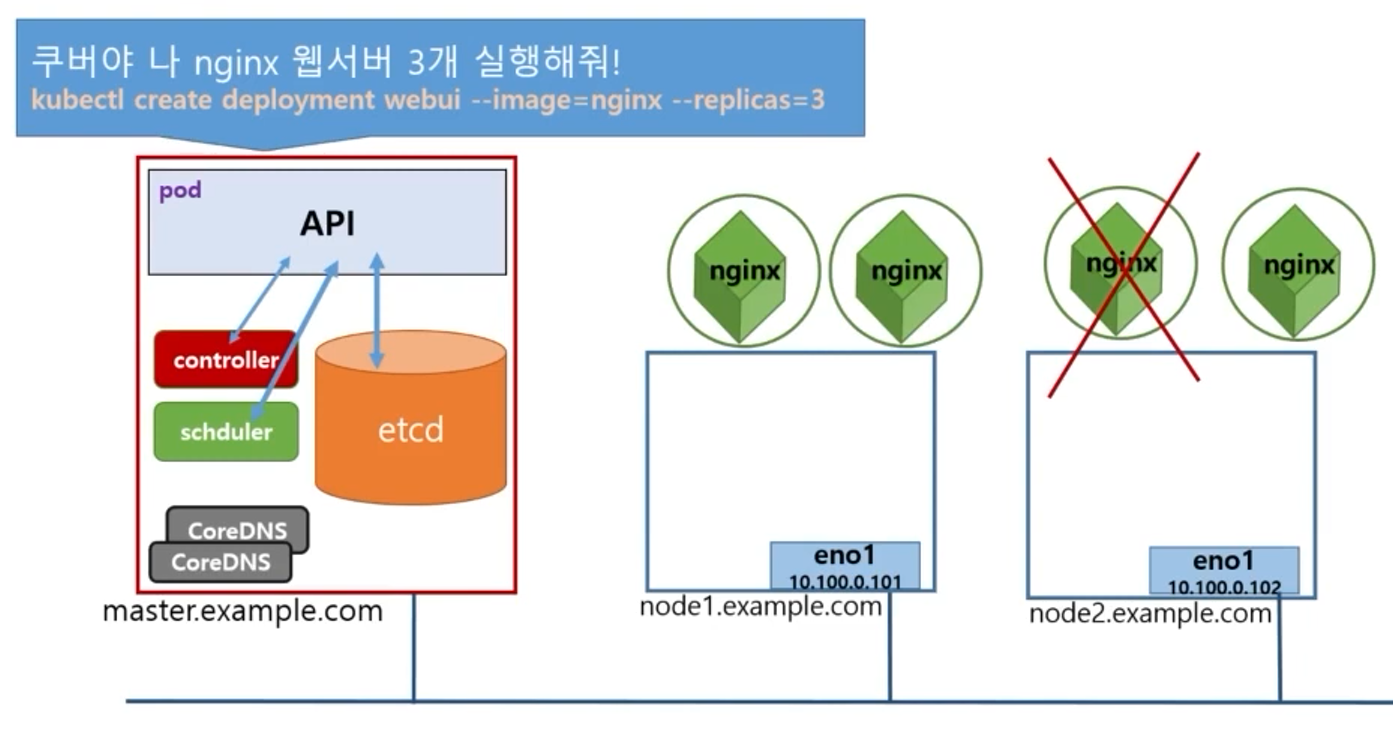 쿠버야 나 nginx 웹서버 3개 실행해줘!
kubectl create deployment webui --image=nginx --replicas=3
pod
API
controller
schduler
etcd
CoreDNS
CoreDNS
master.example.com
nginx
nginx
eno1
10.100.0.101
node1.example.com
nginx
nginx
eno1
10.100.0.102
node2.example.com